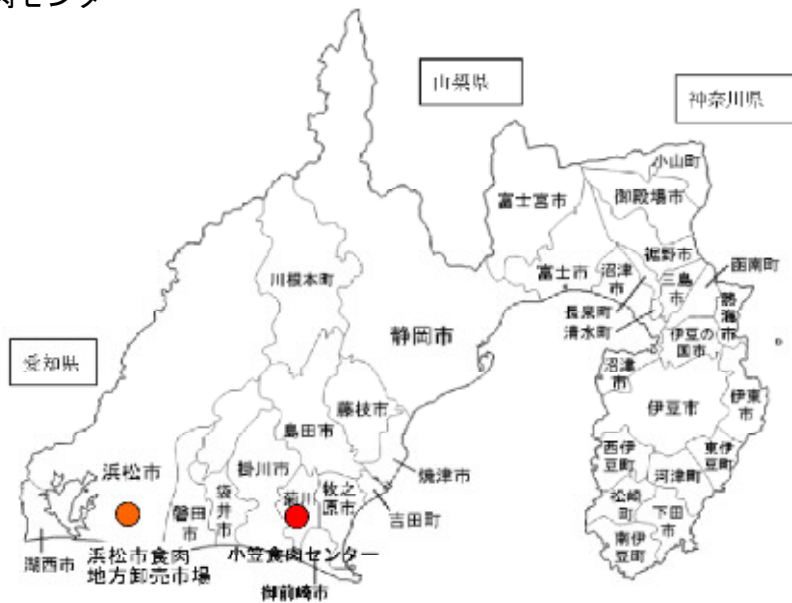 肉センター
山梨県
神奈川県
小山町
富士宮市
御殿場市
裾野市
函南町
富士市
沼津
市
三島
市
熱
海
市
川根本町
長泉町
清水町
伊豆の
国市
静岡市
愛知県
沼津
市
伊豆市
伊東
市
藤枝市
島田市
西伊
豆町
東伊
豆町
掛川市
焼津市
河津町
浜松市
袋
井
市
菊川
牧之
原市
松崎
町
下田
市
磐田
市
吉田町
南伊
豆町
湖西市
浜松市食肉
地方卸売市場
小笠食肉センター
御前崎市